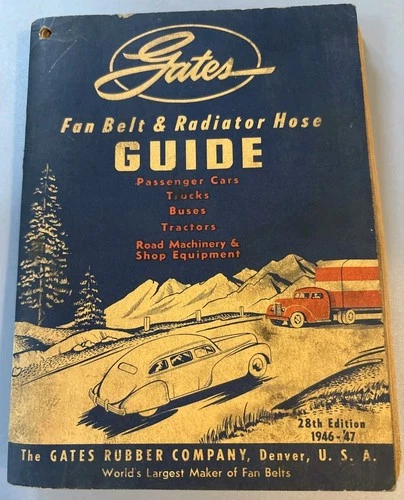 Gates
Fan Belt & Radiator Hose
GUIDE
Passenger Cars
Trucks
Buses
Tractors
Road Machinery &
Shop Equipment
28th Edition
1946-'47
The GATES RUBBER COMPANY, Denver, U. S. A.
World's Largest Maker of Fan Belts